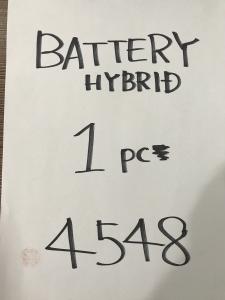 BATTERY
HYBRID
1 pc
4548